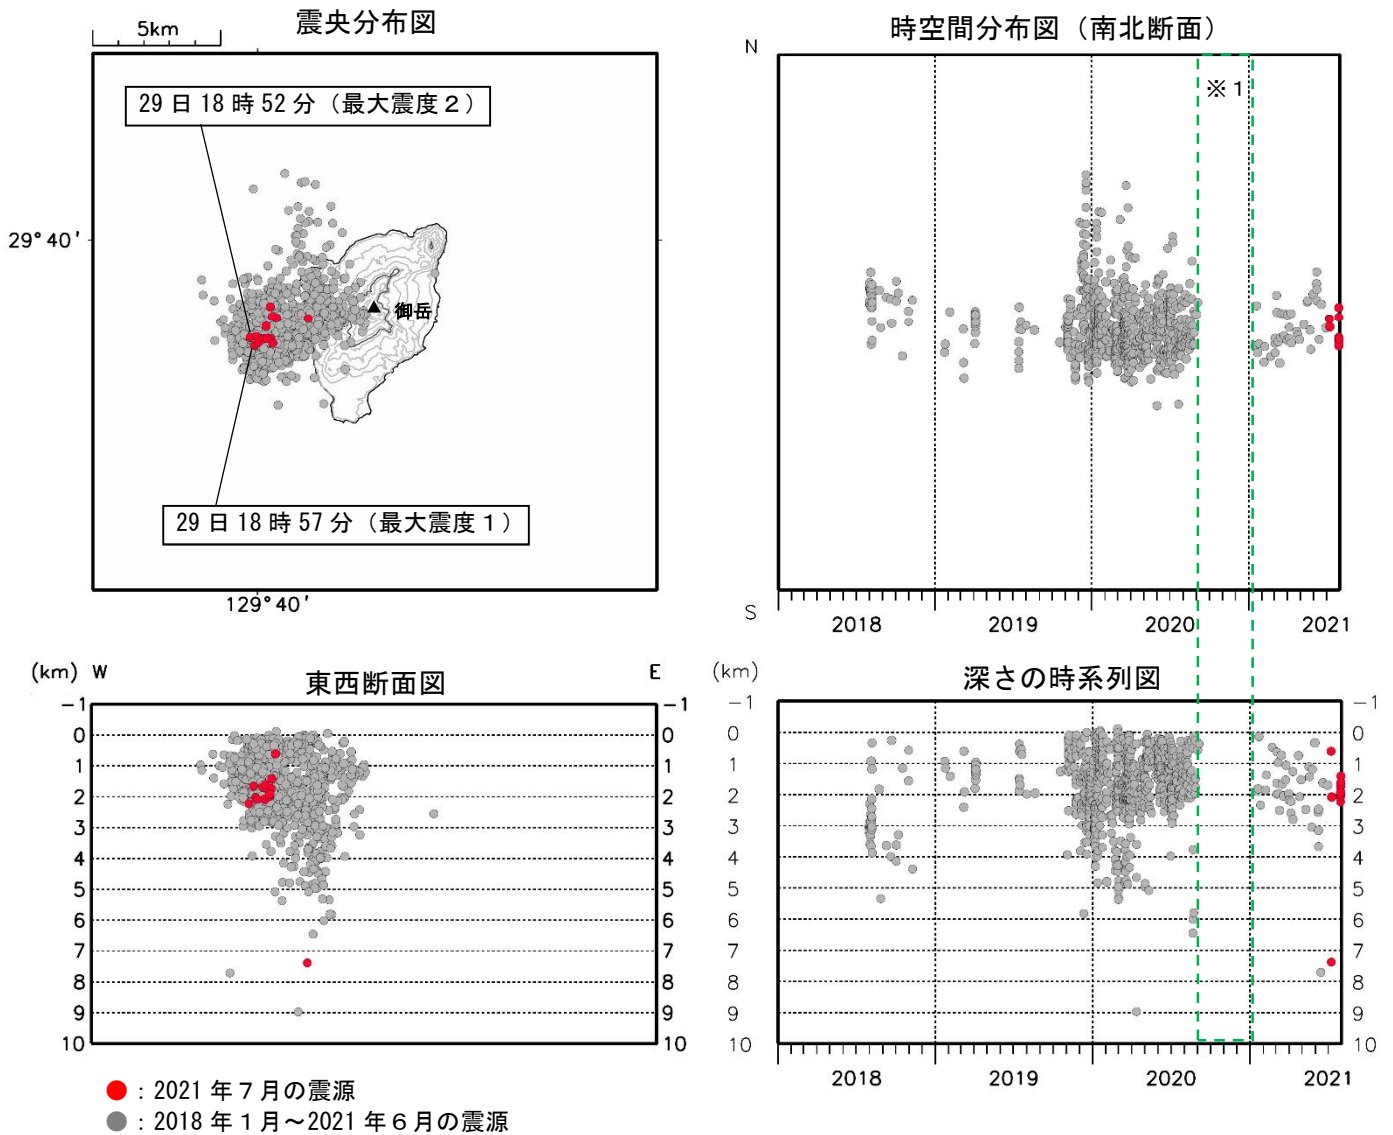 震央分布図
5km
29日18時52分（最大震度２）
29°40′
御岳
29日18時57分（最大震度１）
129°40′
時空間分布図（南北断面）
N
※１
S
2018 2019 2020 2021
東西断面図
(km) W E
-1 -1
0 0
1 1
2 2
3 3
4 4
5 5
6 6
7 7
8 8
9 9
10 10
深さの時系列図
(km)
-1 -1
0 0
1 1
2 2
3 3
4 4
5 5
6 6
7 7
8 8
9 9
10 10
2018 2019 2020 2021
：2021年７月の震源
：2018年１月～2021年６月の震源